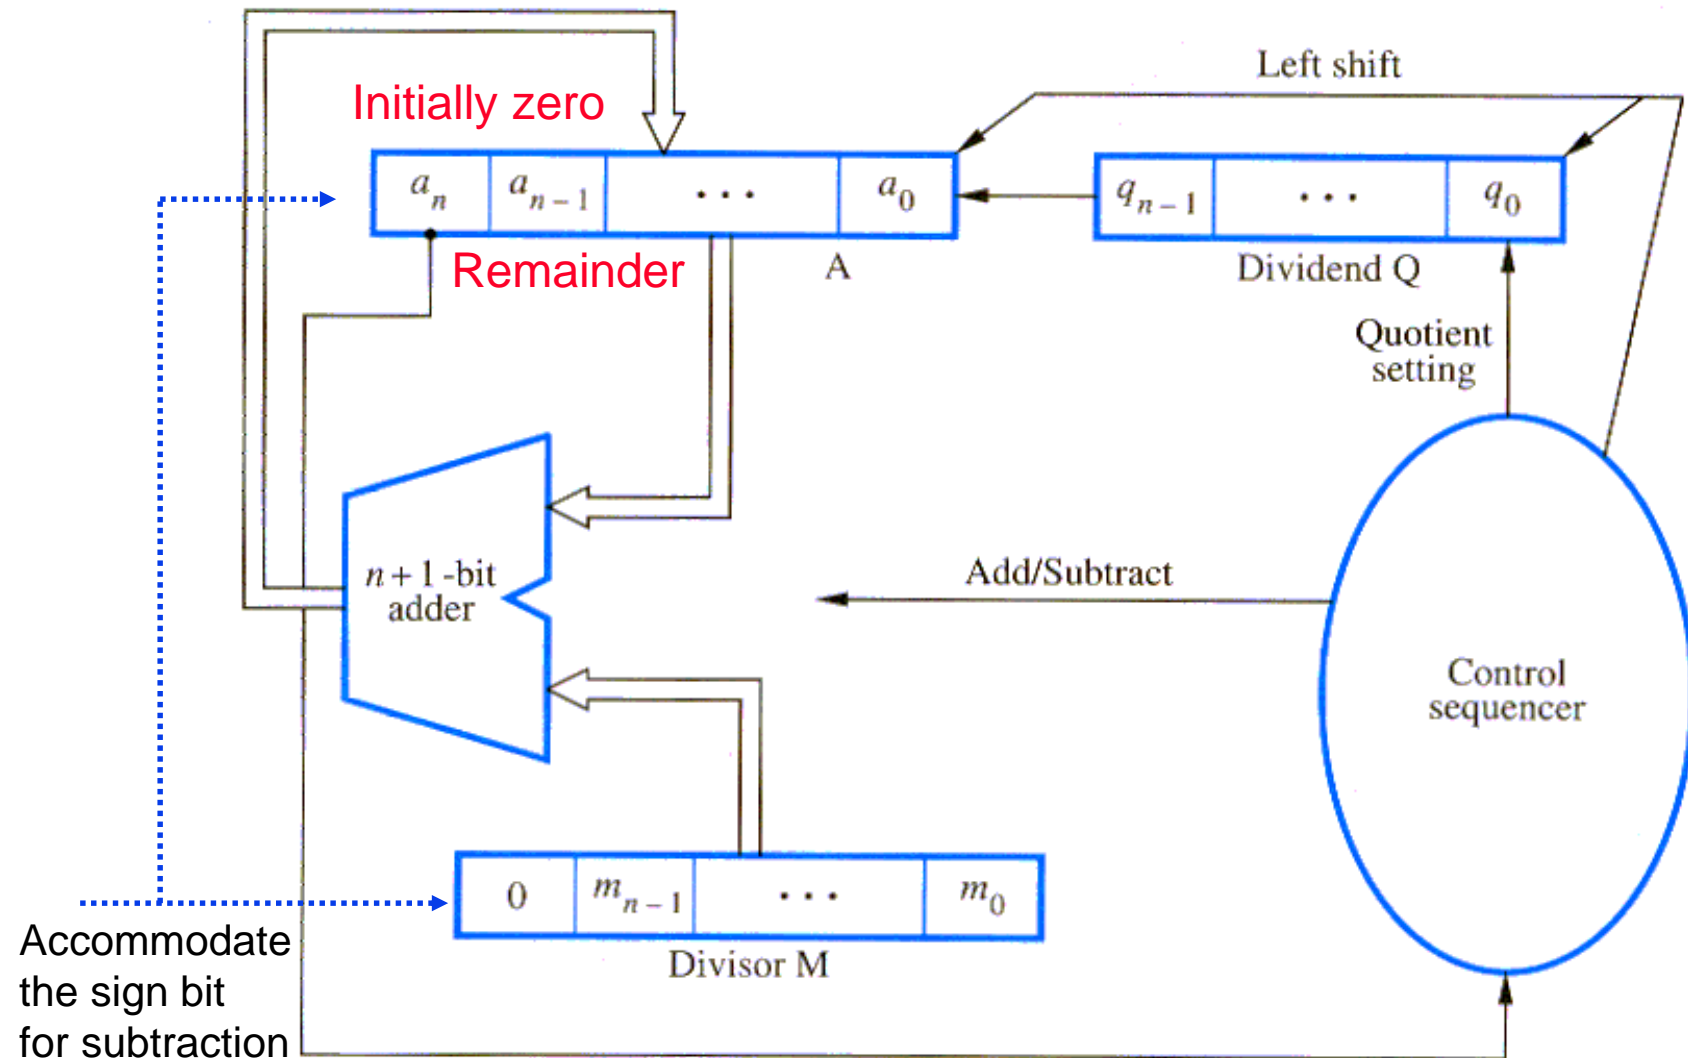 Left shift
Initially zero
a_n a_{n-1} ... a_0
q_{n-1} ... q_0
Remainder
A
Dividend Q
Quotient
setting
n + 1 -bit
adder
Add/Subtract
Control
sequencer
0 m_{n-1} ... m_0
Divisor M
Accommodate
the sign bit
for subtraction